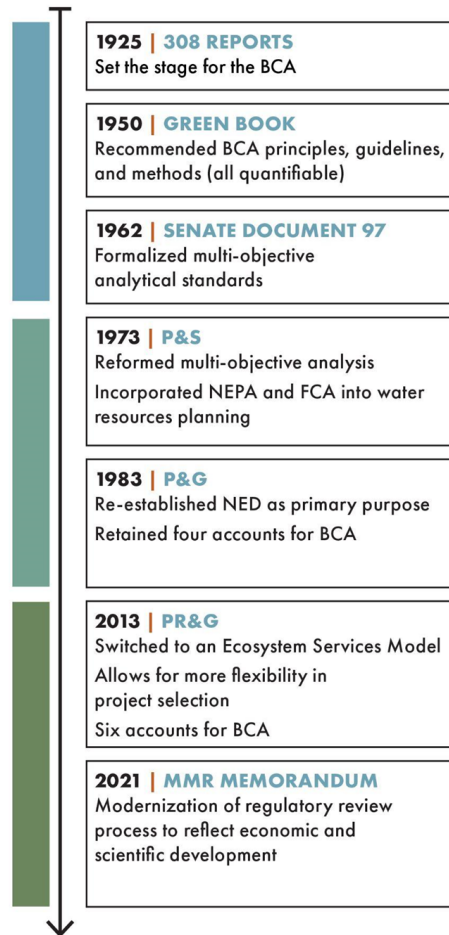 1925 | 308 REPORTS
Set the stage for the BCA
1950 | GREEN BOOK
Recommended BCA principles, guidelines,
and methods (all quantifiable)
1962 | SENATE DOCUMENT 97
Formalized multi-objective
analytical standards
1973 | P&S
Reformed multi-objective analysis
Incorporated NEPA and FCA into water
resources planning
1983 | P&G
Re-established NED as primary purpose
Retained four accounts for BCA
2013 | PR&G
Switched to an Ecosystem Services Model
Allows for more flexibility in
project selection
Six accounts for BCA
2021 | MMR MEMORANDUM
Modernization of regulatory review
process to reflect economic and
scientific development